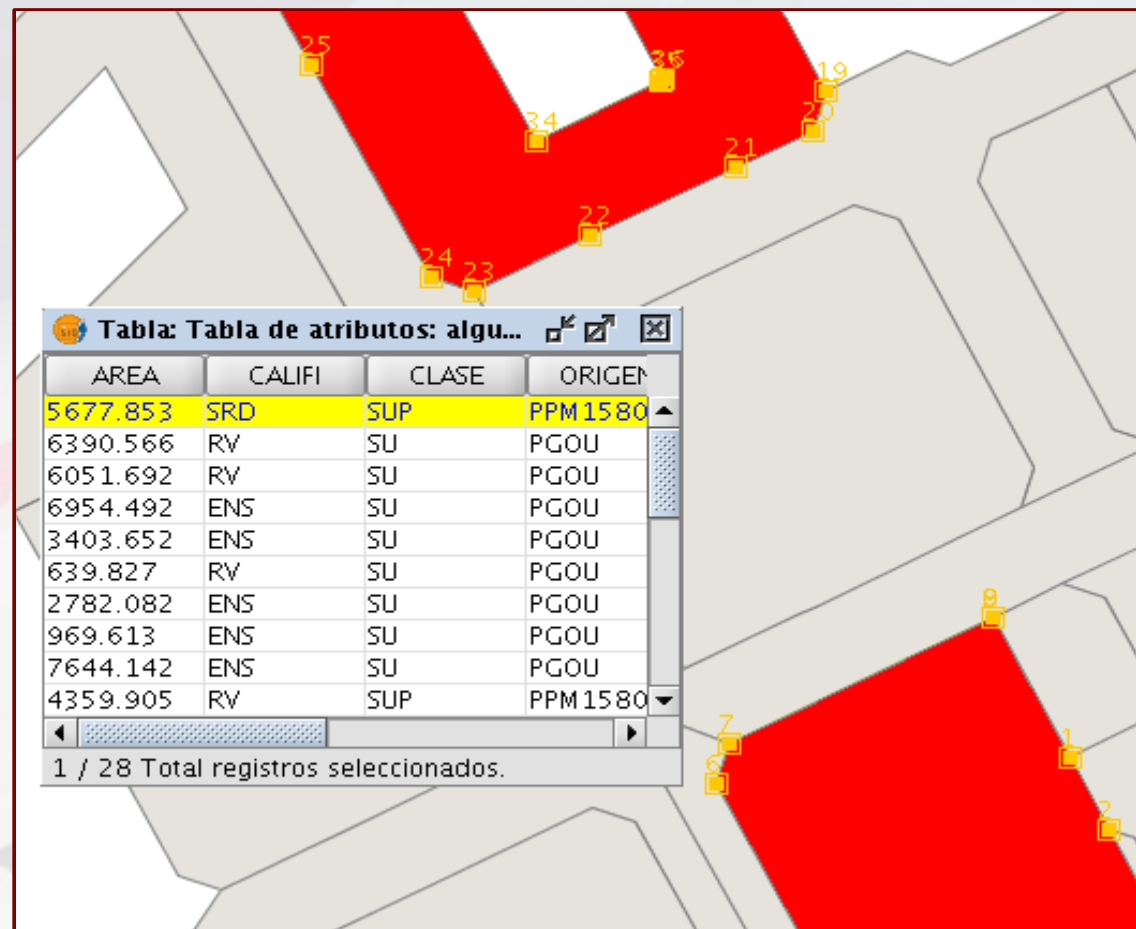 25
36
19
34
20
21
22
24
23
Tabla: Tabla de atributos: algu...
AREA CALIFI CLASE ORIGEN
5677.853 SRD SUP PPM1580
6390.566 RV SU PGOU
6051.692 RV SU PGOU
6954.492 ENS SU PGOU
3403.652 ENS SU PGOU
639.827 RV SU PGOU
2782.082 ENS SU PGOU
969.613 ENS SU PGOU
7644.142 ENS SU PGOU
4359.905 RV SUP PPM1580
1 / 28 Total registros seleccionados.
7
1
6
2